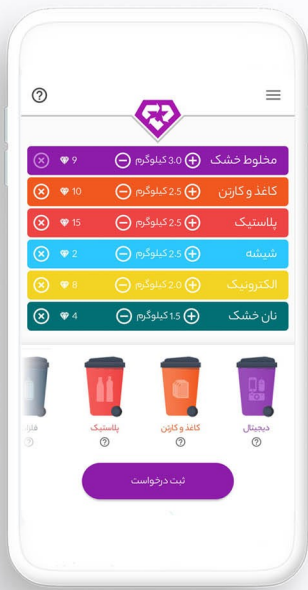 مخلوط خشک 3.0 کیلوگرم 9
کاغذ و کارتن 2.5 کیلوگرم 10
پلاستیک 2.5 کیلوگرم 15
شیشه 2.5 کیلوگرم 2
الکترونیک 2.0 کیلوگرم 8
نان خشک 1.5 کیلوگرم 4
دیجیتال کاغذ و کارتن پلاستیک
ثبت درخواست